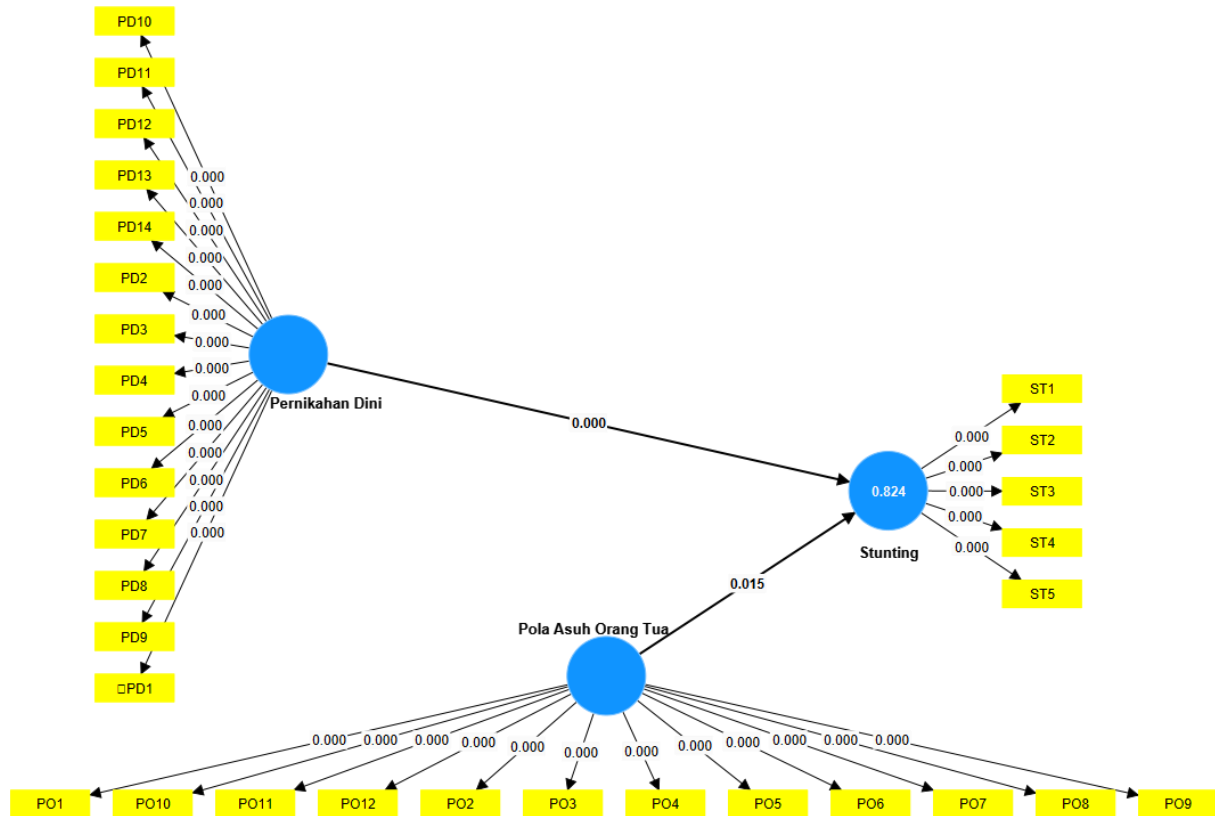 PD10
PD11
PD12
PD13
PD14
PD2
PD3
PD4
PD5
PD6
PD7
PD8
PD9
□PD1
0.000
0.000
0.000
0.000
0.000
0.000
0.000
0.000
0.000
0.000
0.000
0.000
0.000
0.000
Pernikahan Dini
0.000
0.015
0.824
Stunting
0.000
0.000
0.000
0.000
0.000
ST1
ST2
ST3
ST4
ST5
Pola Asuh Orang Tua
0.000 0.000 0.000 0.000 0.000 0.000 0.000 0.000 0.000 0.000 0.000 0.000
PO1 PO10 PO11 PO12 PO2 PO3 PO4 PO5 PO6 PO7 PO8 PO9